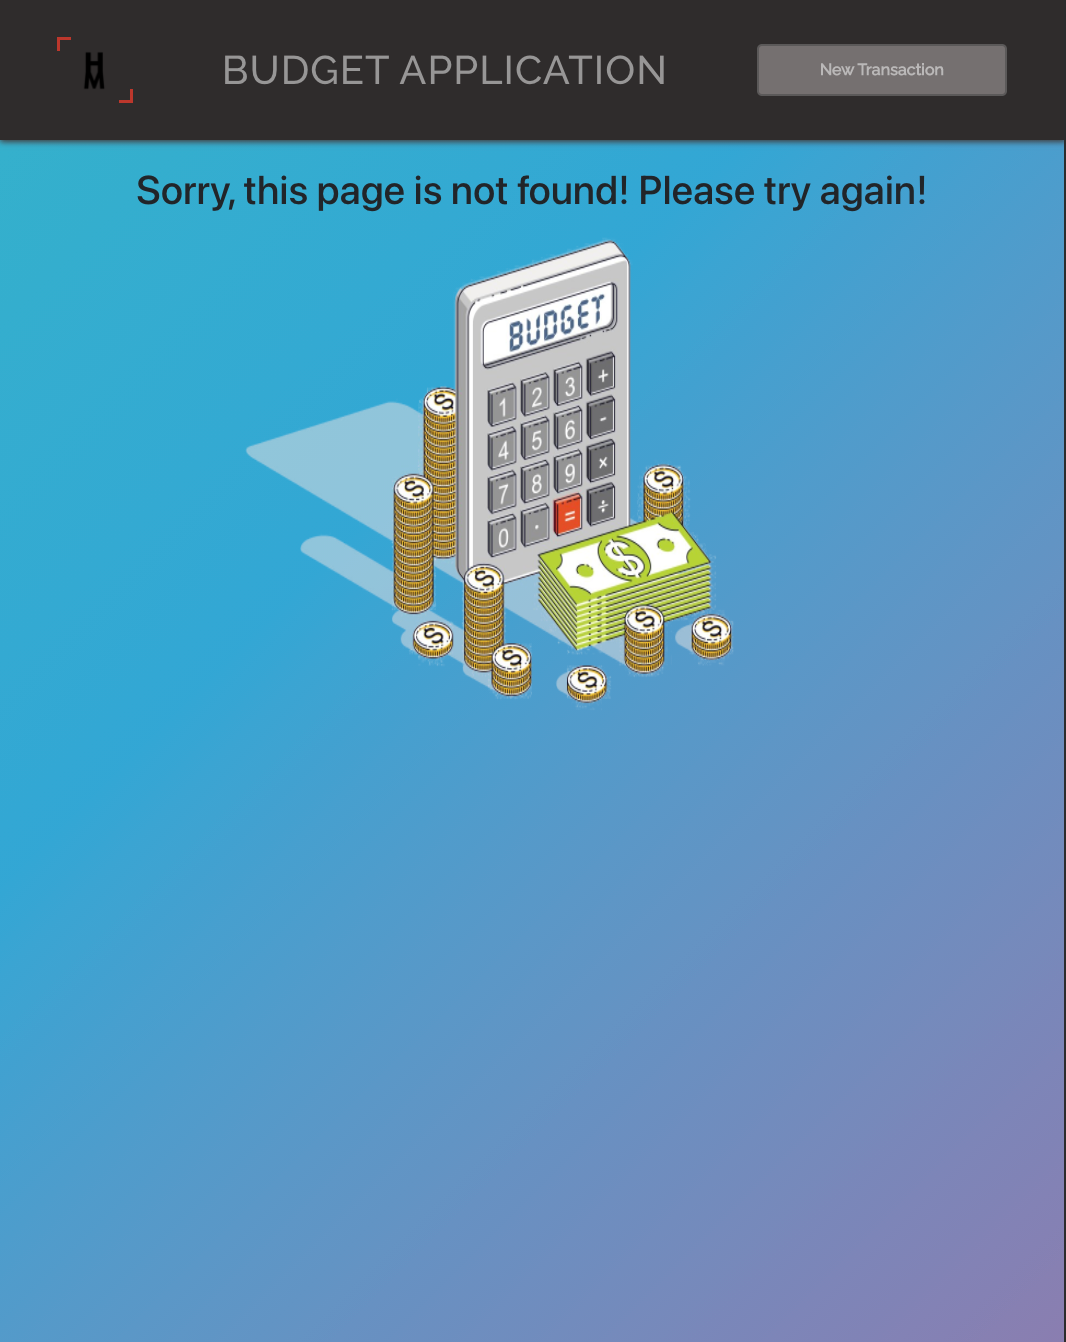 H
M
BUDGET APPLICATION
New Transaction
Sorry, this page is not found! Please try again!
BUDGET
1 2 3 +
4 5 6 -
7 8 9 ×
0 . = ÷
$
$
$
$
$
$
$
$
$
$